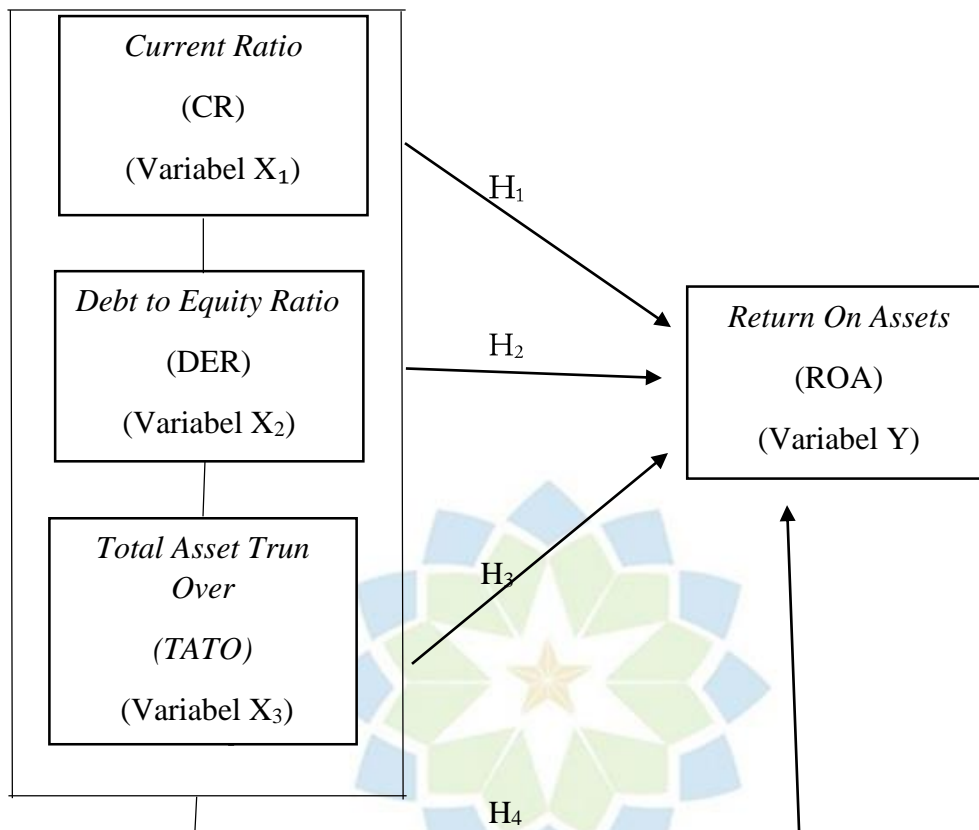 Current Ratio
(CR)
(Variabel X₁)
H₁
Debt to Equity Ratio
(DER)
(Variabel X₂)
H₂
Return On Assets
(ROA)
(Variabel Y)
Total Asset Trun
Over
(TATO)
(Variabel X₃)
H₃
H₄